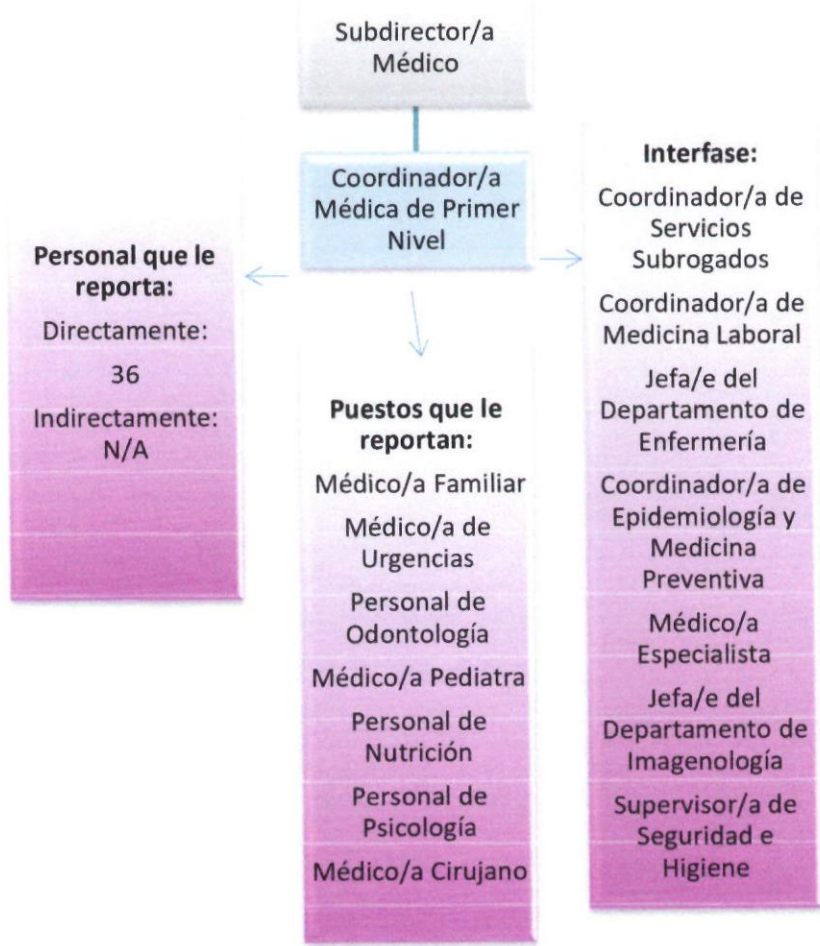 Subdirector/a
Médico
Coordinador/a
Médica de Primer
Nivel
Personal que le
reporta:
Directamente:
36
Indirectamente:
N/A
Puestos que le
reportan:
Médico/a Familiar
Médico/a de
Urgencias
Personal de
Odontología
Médico/a Pediatra
Personal de
Nutrición
Personal de
Psicología
Médico/a Cirujano
Interfase:
Coordinador/a de
Servicios
Subrogados
Coordinador/a de
Medicina Laboral
Jefa/e del
Departamento de
Enfermería
Coordinador/a de
Epidemiología y
Medicina
Preventiva
Médico/a
Especialista
Jefa/e del
Departamento de
Imagenología
Supervisor/a de
Seguridad e
Higiene